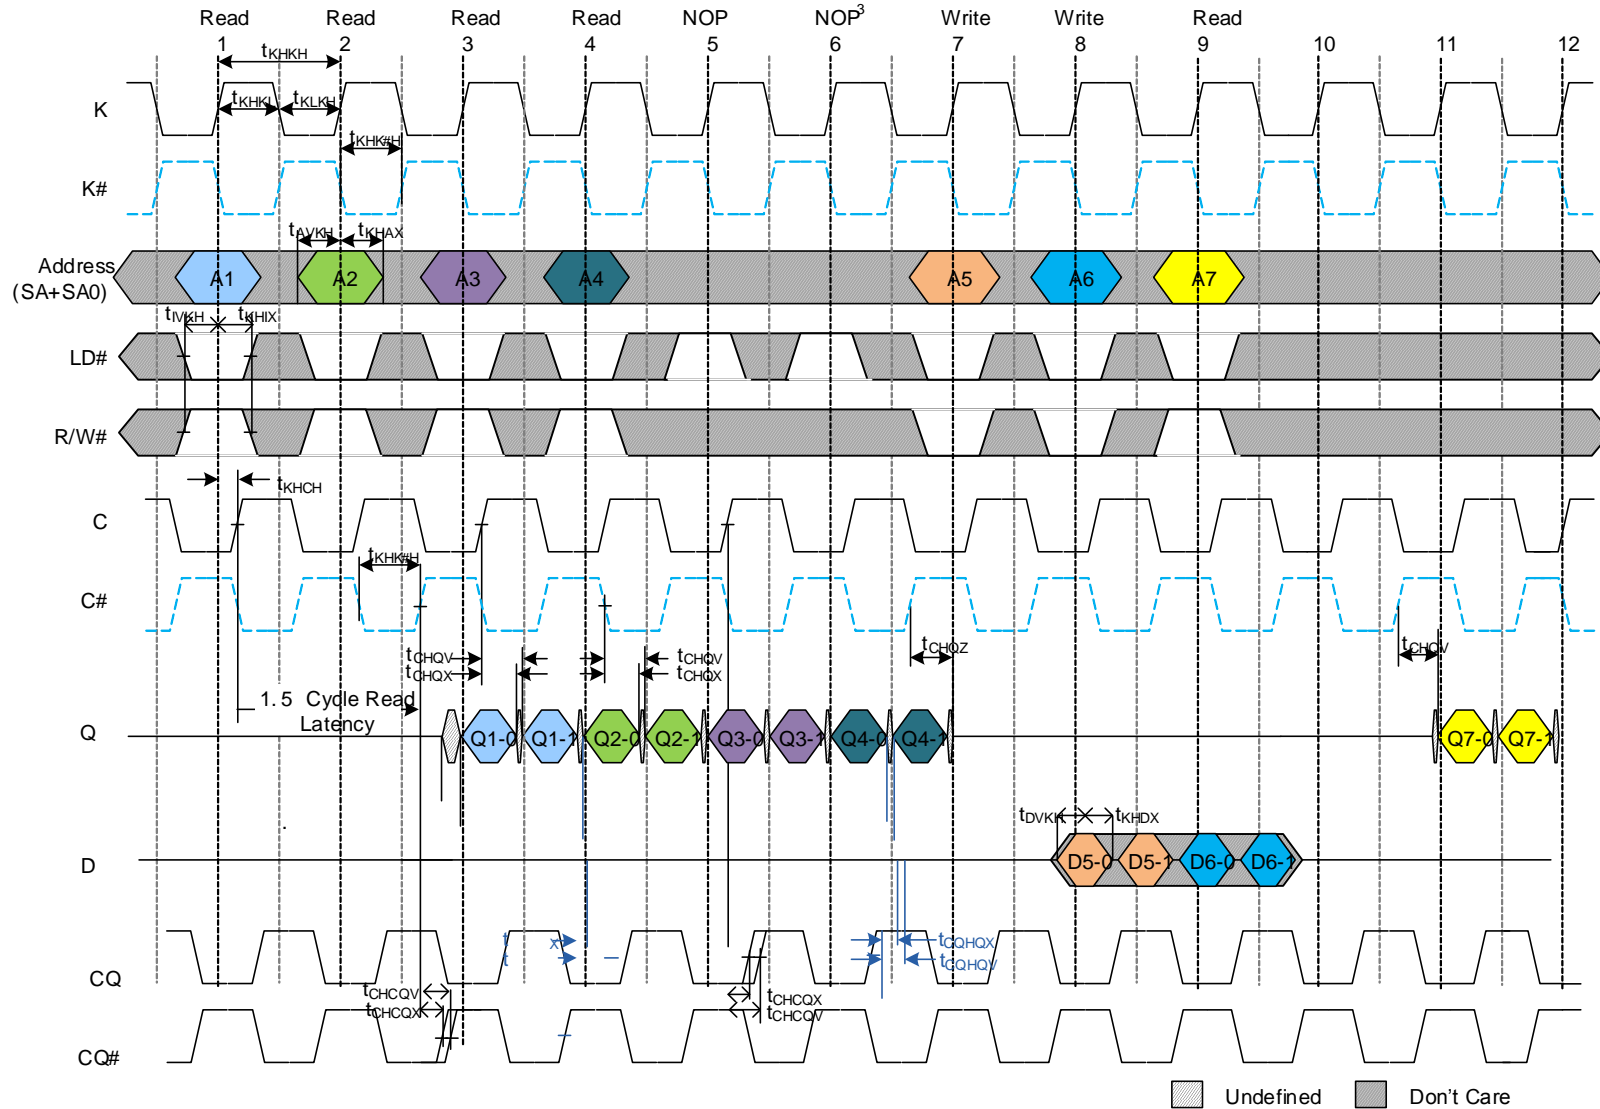 Read Read Read Read NOP NOP3 Write Write Read
1 2 3 4 5 6 7 8 9 10 11 12
tKHKH
K tKHKL tKLKH
tKHK#H
K#
tAVKH tKHAX
Address
(SA+SA0) A1 A2 A3 A4 A5 A6 A7
tIVKH tKHIX
LD#
R/W#
tKHCH
C
tKHK#H
C#
tCHQV tCHQV tCHQZ tCHQV
tCHQX tCHQX
1.5 Cycle Read
Latency
Q Q1-0 Q1-1 Q2-0 Q2-1 Q3-0 Q3-1 Q4-0 Q4-1 Q7-0 Q7-1
tDVKH tKHDX
D D5-0 D5-1 D6-0 D6-1
t X tCQHQX
t tCQHQV
CQ
tCHCQV tCHCQX
tCHCQX tCHCQV
CQ#
Undefined Don't Care